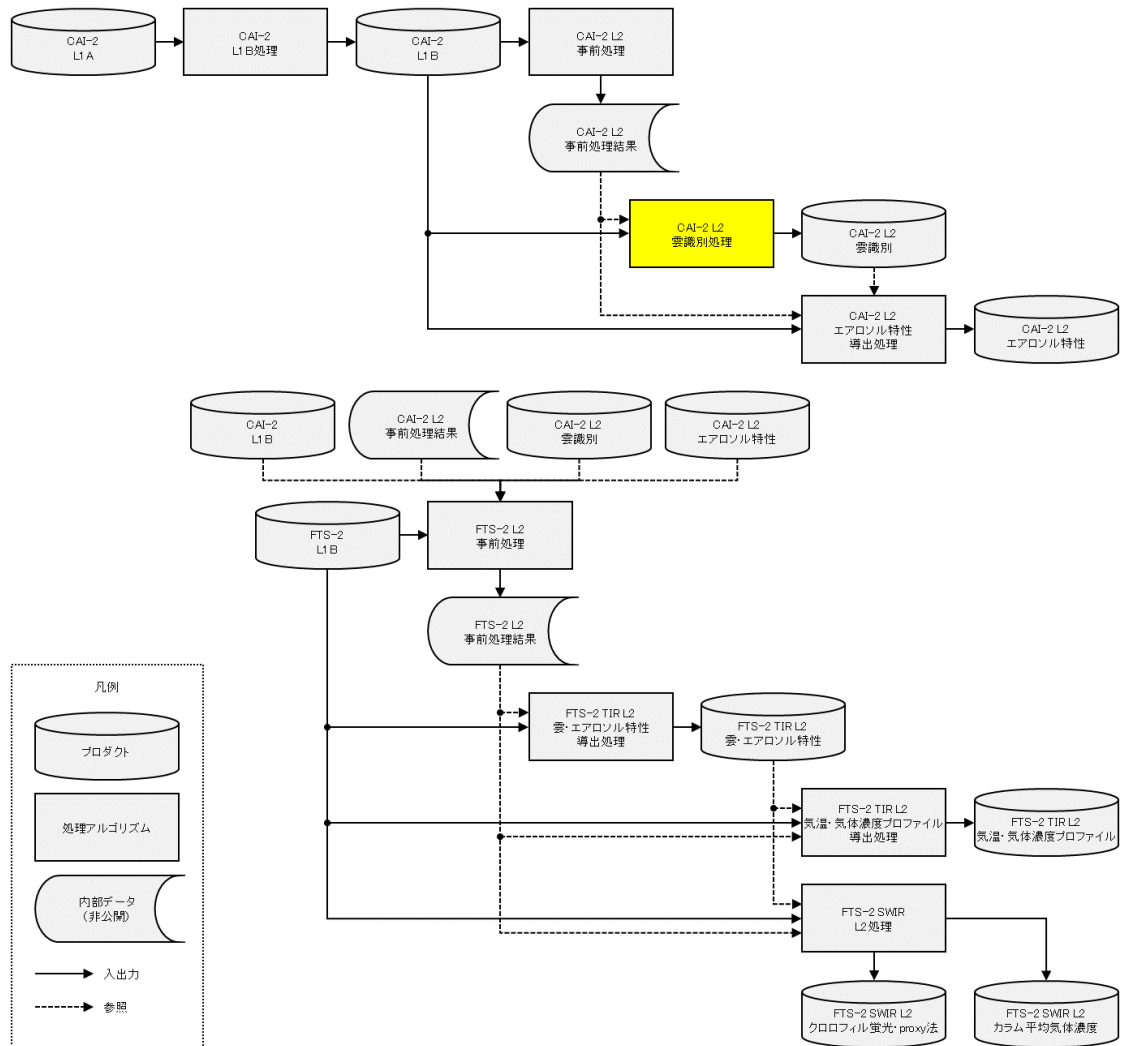 CAI-2
L1A
CAI-2
L1B処理
CAI-2
L1B
CAI-2 L2
事前処理
CAI-2 L2
事前処理結果
CAI-2 L2
雲識別処理
CAI-2 L2
雲識別
CAI-2 L2
エアロゾル特性
導出処理
CAI-2 L2
エアロゾル特性
CAI-2
L1B
CAI-2 L2
事前処理結果
CAI-2 L2
雲識別
CAI-2 L2
エアロゾル特性
FTS-2
L1B
FTS-2 L2
事前処理
FTS-2 L2
事前処理結果
FTS-2 TIR L2
雲・エアロゾル特性
導出処理
FTS-2 TIR L2
雲・エアロゾル特性
FTS-2 TIR L2
気温・気体濃度プロファイル
導出処理
FTS-2 TIR L2
気温・気体濃度プロファイル
FTS-2 SWIR
L2処理
FTS-2 SWIR L2
クロロフィル蛍光・proxy法
FTS-2 SWIR L2
カラム平均気体濃度
凡例
プロダクト
処理アルゴリズム
内部データ
(非公開)
入出力
参照